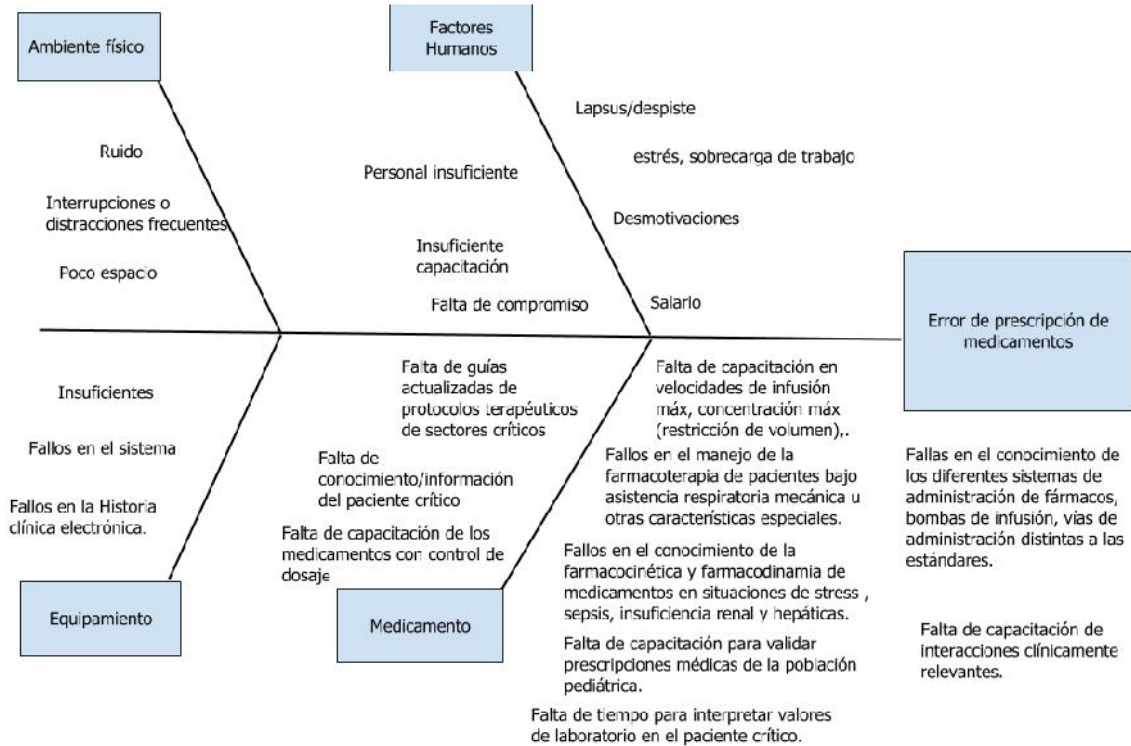 Ambiente físico
Ruido
Interrupciones o
distracciones frecuentes
Poco espacio
Factores
Humanos
Personal insuficiente
Insuficiente
capacitación
Falta de compromiso
Lapsus/despiste
estrés, sobrecarga de trabajo
Desmotivaciones
Salario
Error de prescripción de
medicamentos
Insuficientes
Fallos en el sistema
Fallos en la Historia
clínica electrónica.
Equipamiento
Falta de guías
actualizadas de
protocolos terapéuticos
de sectores críticos
Falta de
conocimiento/información
del paciente crítico
Falta de capacitación de los
medicamentos con control de
dosaje
Medicamento
Falta de capacitación en
velocidades de infusión
máx, concentración máx
(restricción de volumen),.
Fallos en el manejo de la
farmacoterapia de pacientes bajo
asistencia respiratoria mecánica u
otras características especiales.
Fallos en el conocimiento de la
farmacocinética y farmacodinamia de
medicamentos en situaciones de stress ,
sepsis, insuficiencia renal y hepáticas.
Falta de capacitación para validar
prescripciones médicas de la población
pediátrica.
Falta de tiempo para interpretar valores
de laboratorio en el paciente crítico.
Fallas en el conocimiento de
los diferentes sistemas de
administración de fármacos,
bombas de infusión, vías de
administración distintas a las
estándares.
Falta de capacitación de
interacciones clínicamente
relevantes.